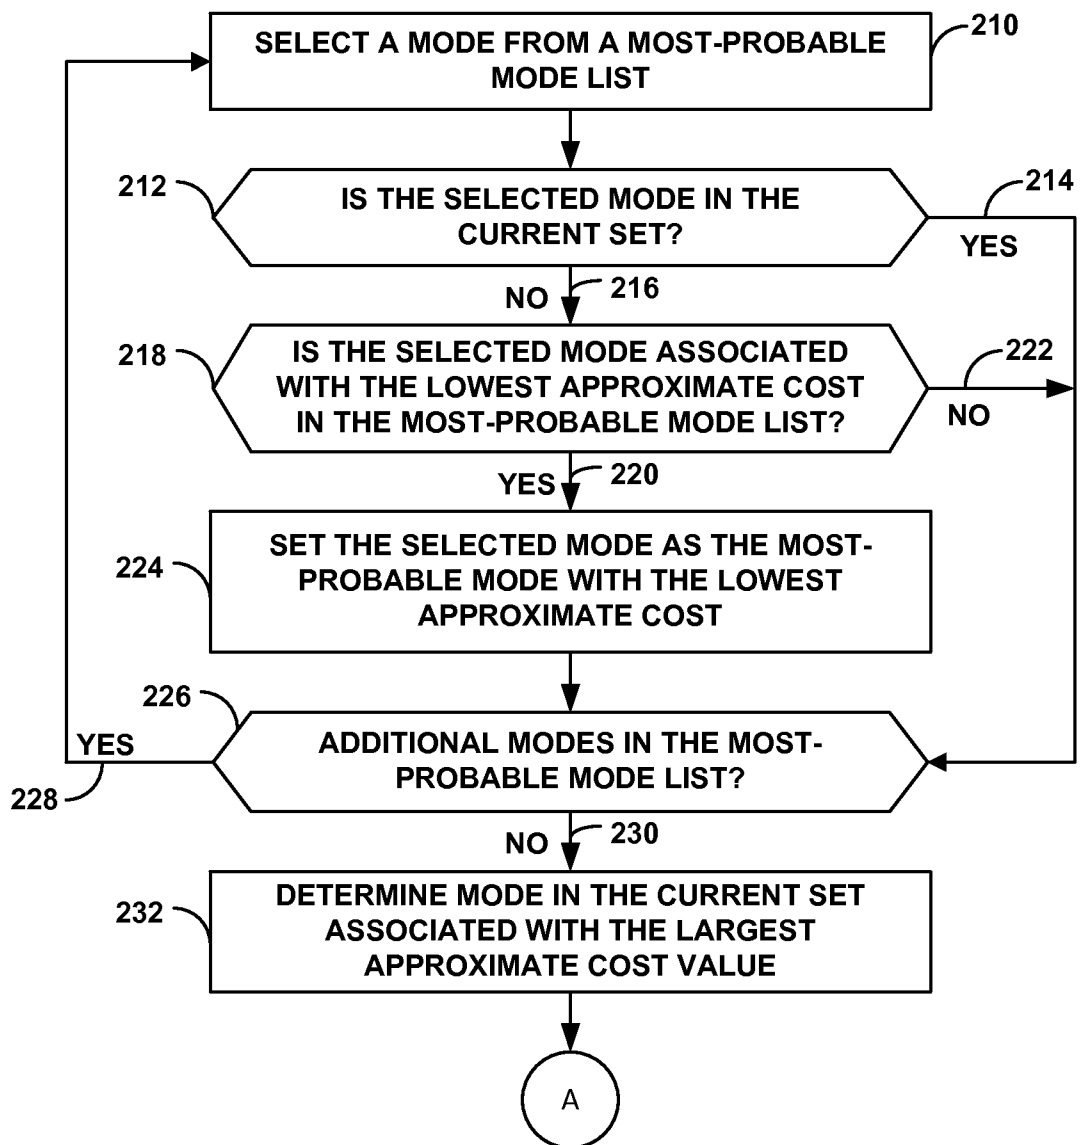 SELECT A MODE FROM A MOST-PROBABLE
MODE LIST
210
212
IS THE SELECTED MODE IN THE
CURRENT SET?
214
YES
NO
216
218
IS THE SELECTED MODE ASSOCIATED
WITH THE LOWEST APPROXIMATE COST
IN THE MOST-PROBABLE MODE LIST?
222
NO
YES
220
224
SET THE SELECTED MODE AS THE MOST-
PROBABLE MODE WITH THE LOWEST
APPROXIMATE COST
226
YES
228
ADDITIONAL MODES IN THE MOST-
PROBABLE MODE LIST?
NO
230
232
DETERMINE MODE IN THE CURRENT SET
ASSOCIATED WITH THE LARGEST
APPROXIMATE COST VALUE
A